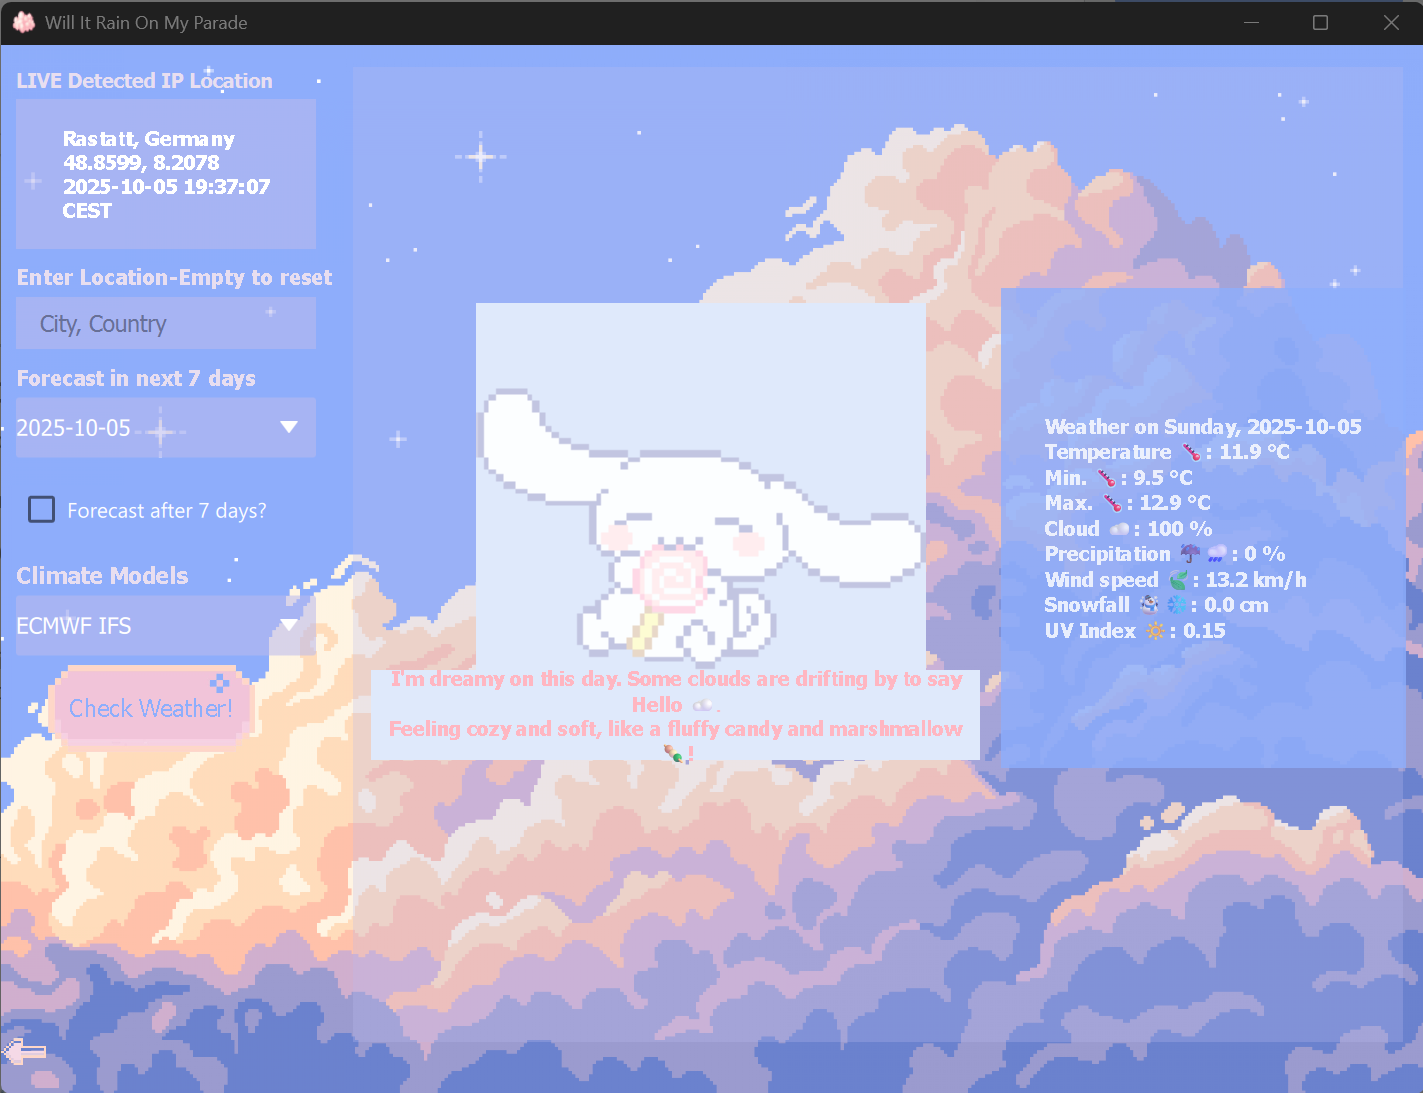 Will It Rain On My Parade
LIVE Detected IP Location
Rastatt, Germany
48.8599, 8.2078
2025-10-05 19:37:07
CEST
Enter Location-Empty to reset
City, Country
Forecast in next 7 days
2025-10-05
Forecast after 7 days?
Climate Models
ECMWF IFS
Check Weather!
I'm dreamy on this day. Some clouds are drifting by to say
Hello ☁️.
Feeling cozy and soft, like a fluffy candy and marshmallow
🍡!
Weather on Sunday, 2025-10-05
Temperature 🌡️: 11.9 °C
Min. 🌡️: 9.5 °C
Max. 🌡️: 12.9 °C
Cloud ☁️: 100 %
Precipitation ☂️🌧️: 0 %
Wind speed 🍃: 13.2 km/h
Snowfall ☃️❄️: 0.0 cm
UV Index 🔆: 0.15